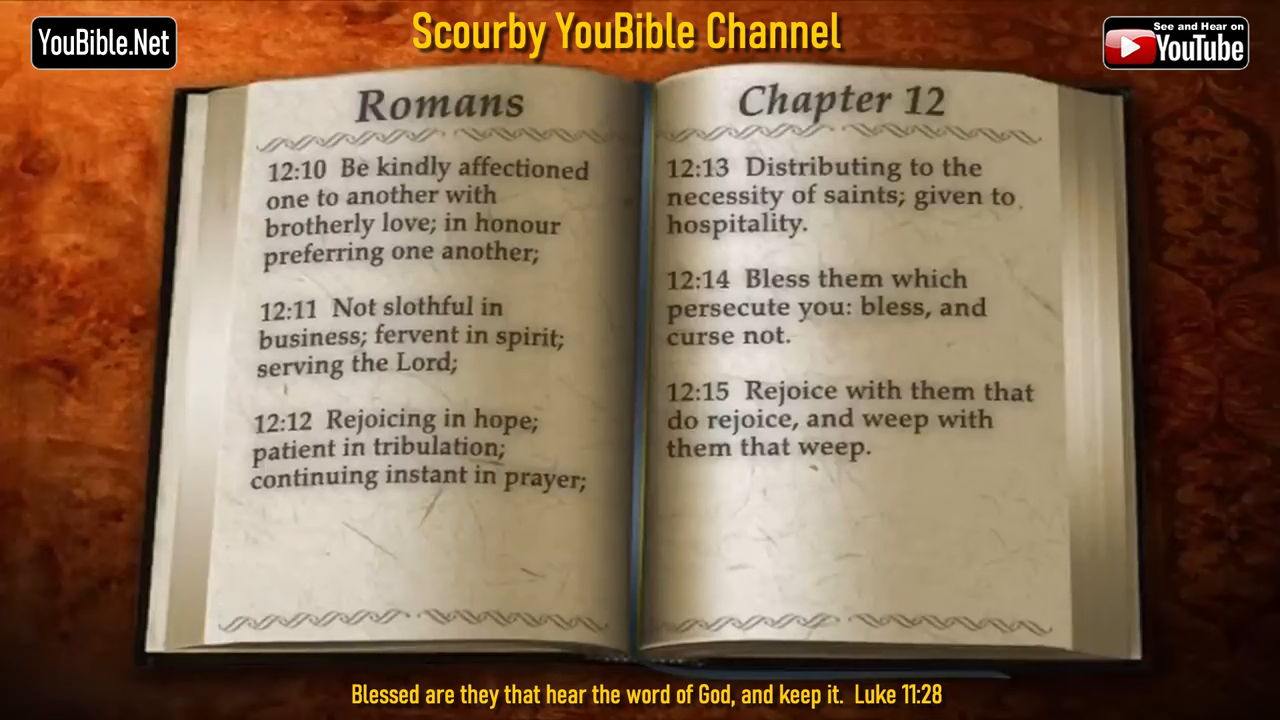 YouBible.Net
Scourby YouBible Channel
See and Hear on
YouTube
Romans
12:10 Be kindly affectioned
one to another with
brotherly love; in honour
preferring one another;
12:11 Not slothful in
business; fervent in spirit;
serving the Lord;
12:12 Rejoicing in hope;
patient in tribulation;
continuing instant in prayer;
Chapter 12
12:13 Distributing to the
necessity of saints; given to
hospitality.
12:14 Bless them which
persecute you: bless, and
curse not.
12:15 Rejoice with them that
do rejoice, and weep with
them that weep.
Blessed are they that hear the word of God, and keep it. Luke 11:28